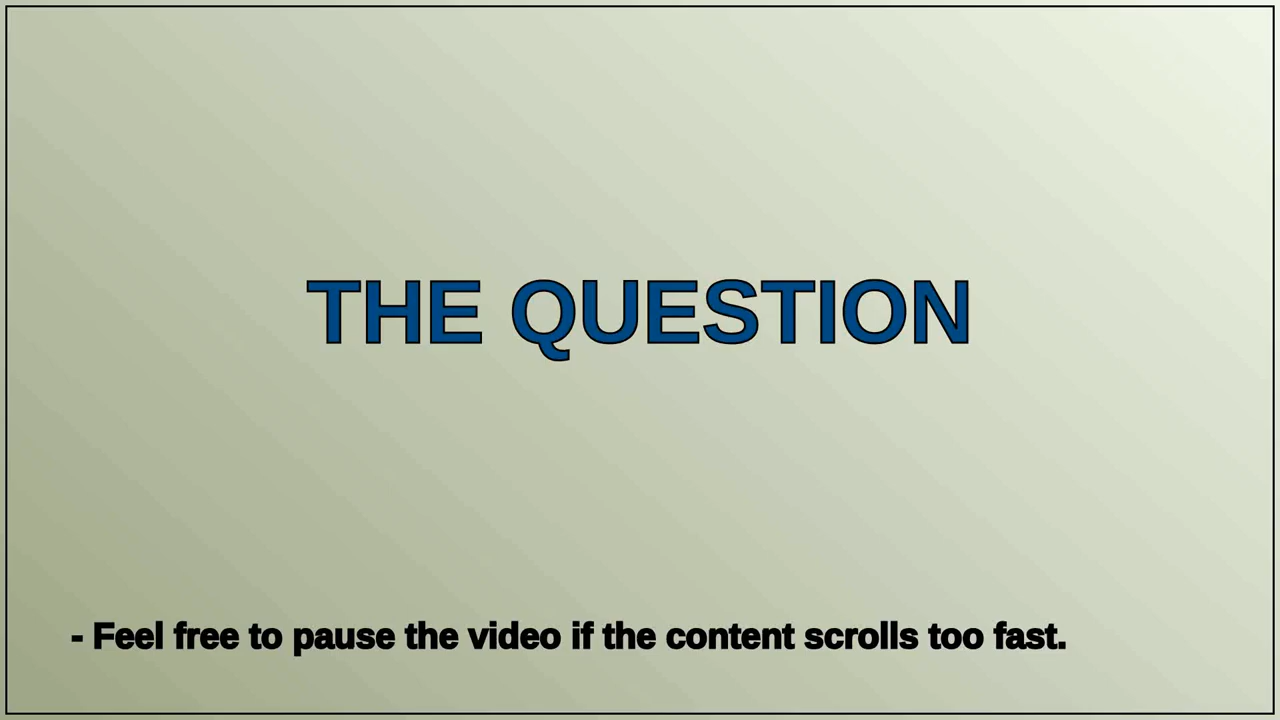 THE QUESTION
- Feel free to pause the video if the content scrolls too fast.